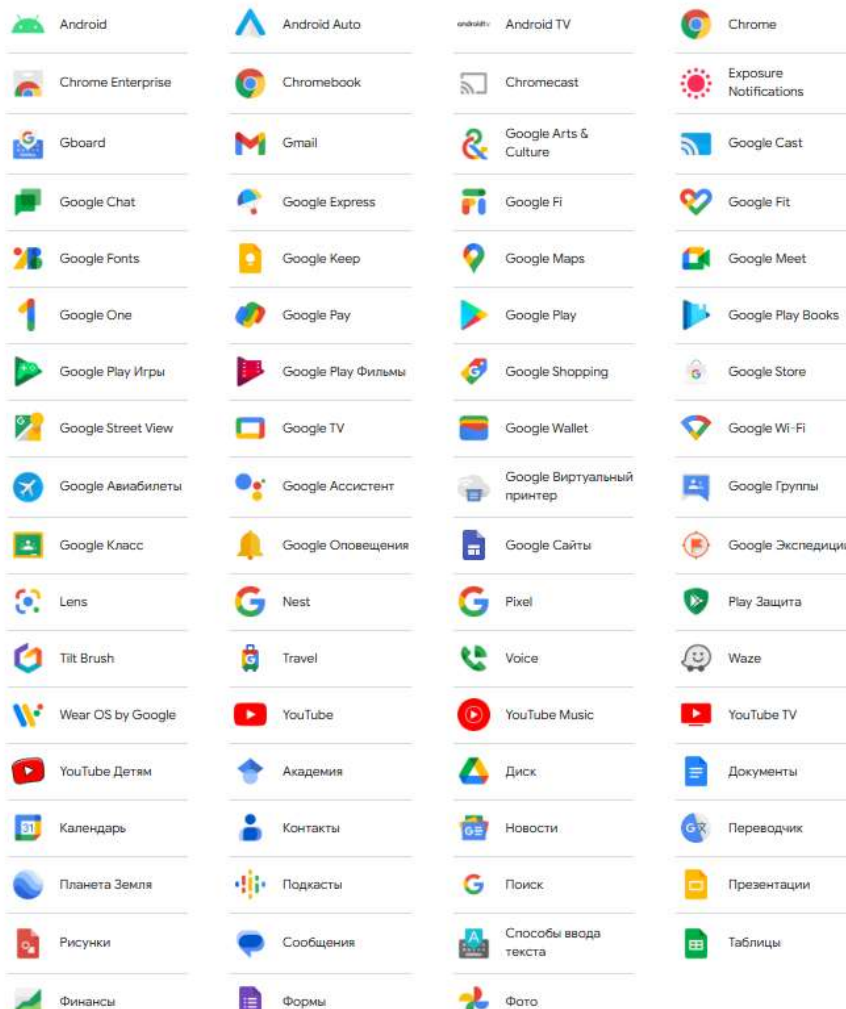 Android
Android Auto
androidtv
Android TV
Chrome
Chrome Enterprise
Chromebook
Chromecast
Exposure
Notifications
Gboard
Gmail
Google Arts &
Culture
Google Cast
Google Chat
Google Express
Google Fi
Google Fit
Google Fonts
Google Keep
Google Maps
Google Meet
Google One
Google Pay
Google Play
Google Play Books
Google Play Игры
Google Play Фильмы
Google Shopping
Google Store
Google Street View
Google TV
Google Wallet
Google Wi-Fi
Google Авиабилеты
Google Ассистент
Google Виртуальный
принтер
Google Группы
Google Класс
Google Оповещения
Google Сайты
Google Экспедиции
Lens
Nest
Pixel
Play Защита
Tilt Brush
Travel
Voice
Waze
Wear OS by Google
YouTube
YouTube Music
YouTube TV
YouTube Детям
Академия
Диск
Документы
31
Календарь
Контакты
Новости
Переводчик
Планета Земля
Подкасты
Поиск
Презентации
Рисунки
Сообщения
Способы ввода
текста
Таблицы
Финансы
Формы
Фото